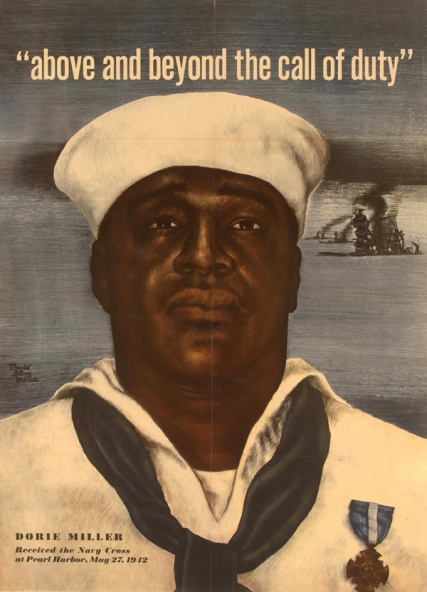 “above and beyond the call of duty”
DORIE MILLER
Received the Navy Cross
at Pearl Harbor, May 27, 1942